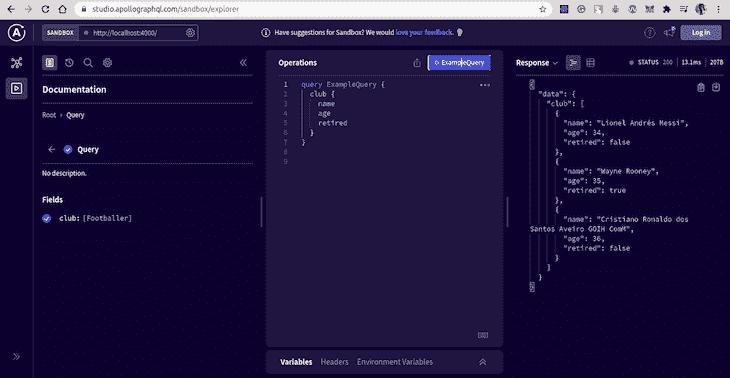 studio.apollographql.com/sandbox/explorer
SANDBOX http://localhost:4000/
Have suggestions for Sandbox? We would love your feedback.
Log in
Documentation
Root Query
Query
No description.
Fields
club: [Footballer]
Operations
ExampleQuery
1 query ExampleQuery {
2 club {
3 name
4 age
5 retired
6 }
7 }
8
9
Variables Headers Environment Variables
Response STATUS 200 13.1ms 207B
{
"data": {
"club": [
{
"name": "Lionel Andrés Messi",
"age": 34,
"retired": false
},
{
"name": "Wayne Rooney",
"age": 35,
"retired": true
},
{
"name": "Cristiano Ronaldo dos
Santos Aveiro GOIH ComM",
"age": 36,
"retired": false
}
]
}
}